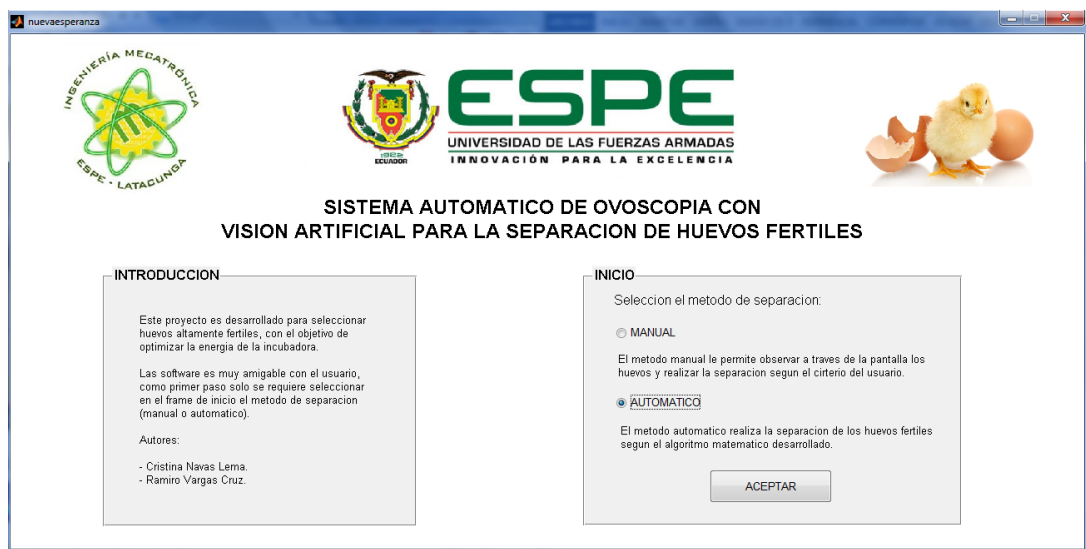 nuevaesperanza
INGENIERÍA MECATRÓNICA
ESPE - LATACUNGA
1922
ECUADOR
ESPE
UNIVERSIDAD DE LAS FUERZAS ARMADAS
INNOVACIÓN PARA LA EXCELENCIA
SISTEMA AUTOMATICO DE OVOSCOPIA CON
VISION ARTIFICIAL PARA LA SEPARACION DE HUEVOS FERTILES
INTRODUCCION
Este proyecto es desarrollado para seleccionar
huevos altamente fertiles, con el objetivo de
optimizar la energia de la incubadora.
Las software es muy amigable con el usuario,
como primer paso solo se requiere seleccionar
en el frame de inicio el metodo de separacion
(manual o automatico).
Autores:
- Cristina Navas Lema.
- Ramiro Vargas Cruz.
INICIO
Seleccion el metodo de separacion:
MANUAL
El metodo manual le permite observar a traves de la pantalla los
huevos y realizar la separacion segun el cirterio del usuario.
AUTOMATICO
El metodo automatico realiza la separacion de los huevos fertiles
segun el algoritmo matematico desarrollado.
ACEPTAR